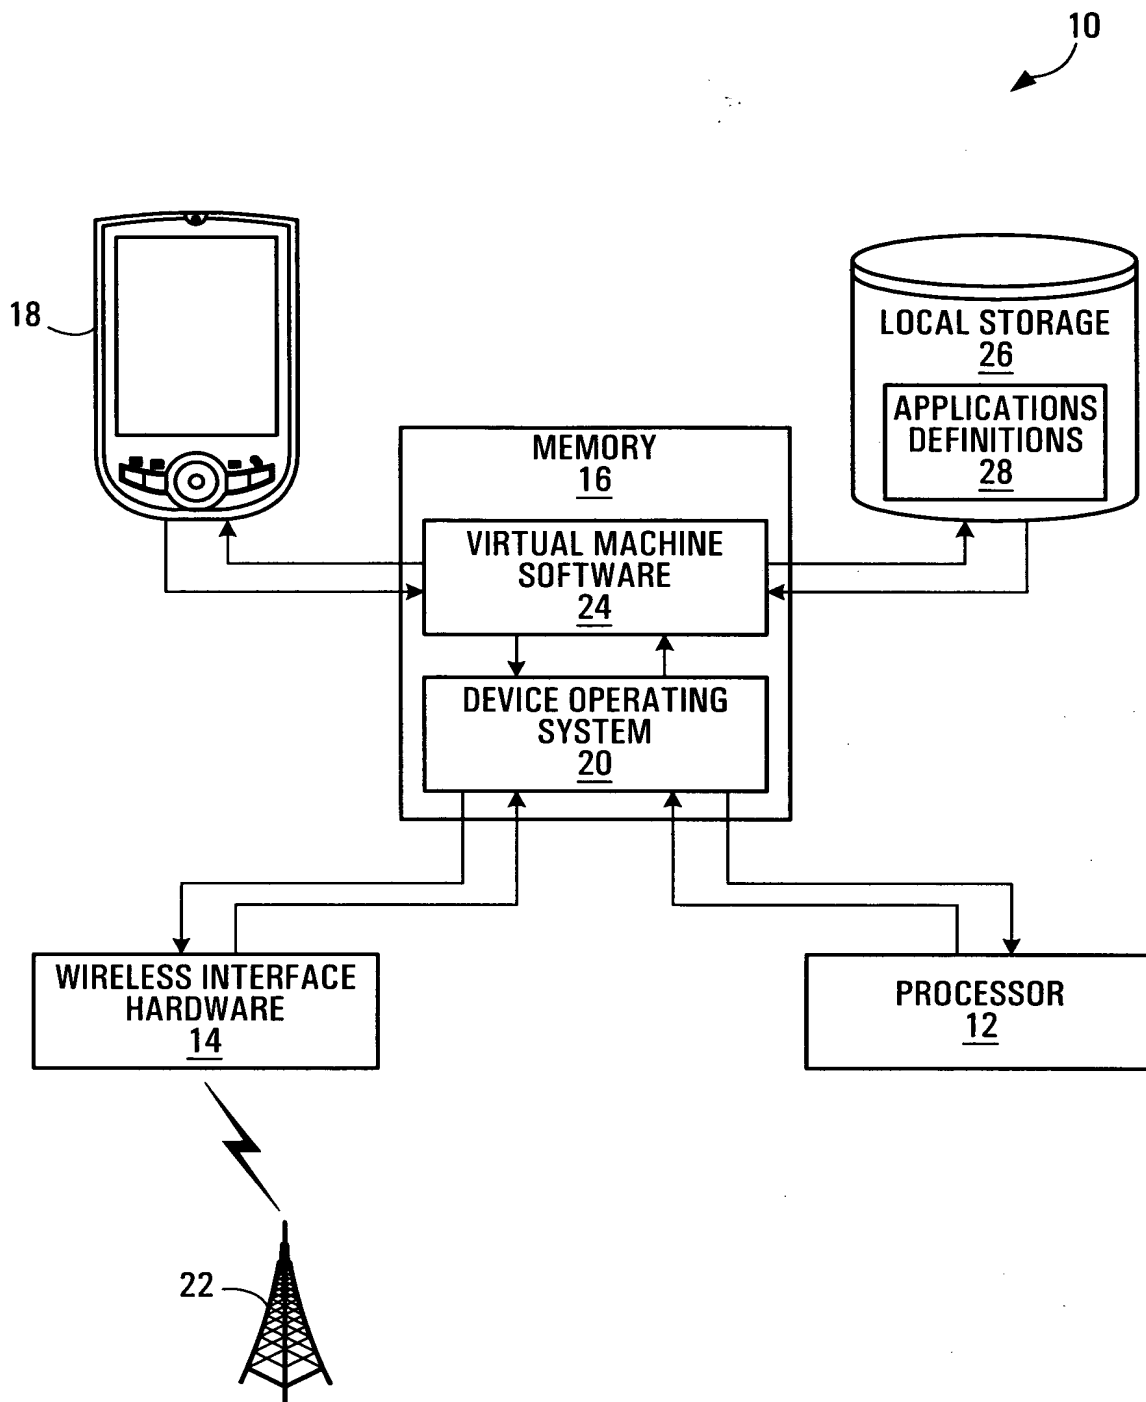 10
18
LOCAL STORAGE
26
APPLICATIONS
DEFINITIONS
28
MEMORY
16
VIRTUAL MACHINE
SOFTWARE
24
DEVICE OPERATING
SYSTEM
20
WIRELESS INTERFACE
HARDWARE
14
PROCESSOR
12
22